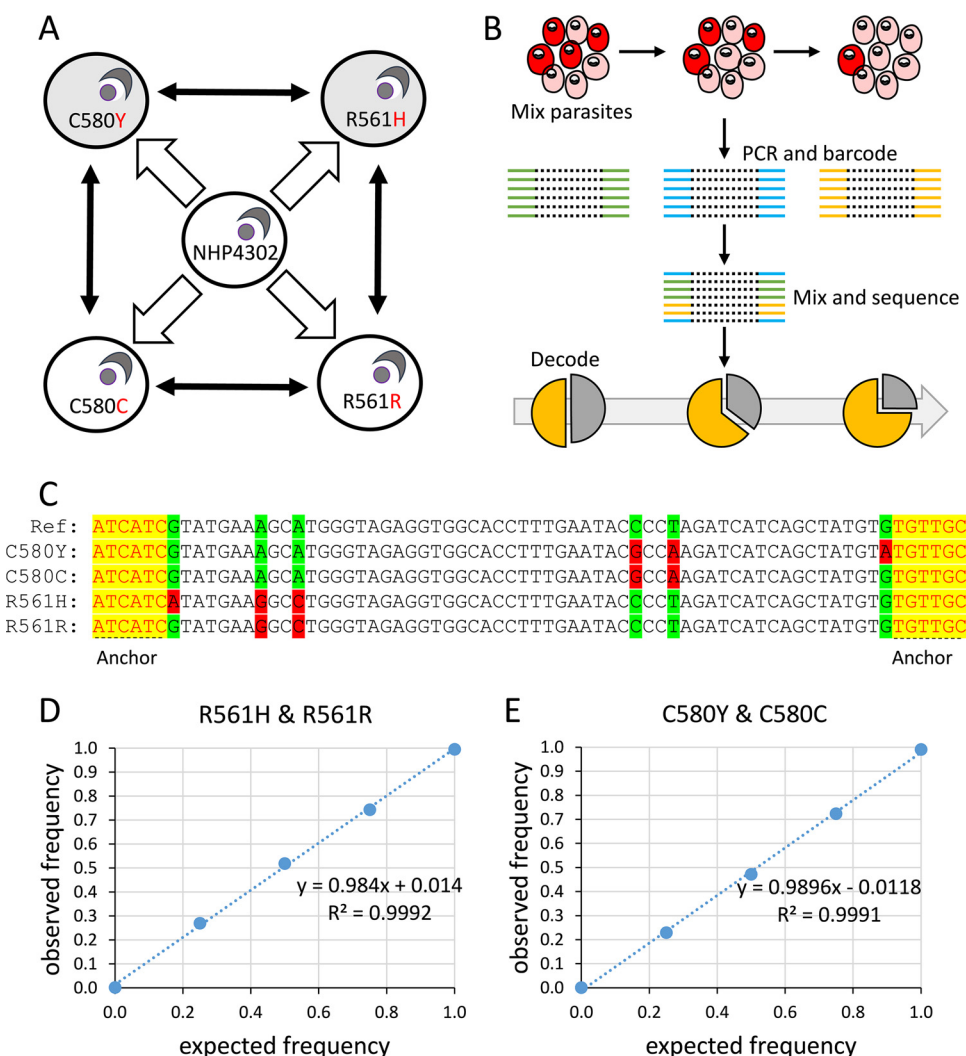 A
C580Y
R561H
NHP4302
C580C
R561R
B
Mix parasites
PCR and barcode
Mix and sequence
Decode
C
Ref: ATCATCGTATGAAAGCATGGGTAGAGGTGGCACCTTTGAATACCCCTAGATCATCAGCTATGTGTGTTGC
C580Y: ATCATCGTATGAAAGCATGGGTAGAGGTGGCACCTTTGAATACGCCAAGATCATCAGCTATGTATGTTGC
C580C: ATCATCGTATGAAAGCATGGGTAGAGGTGGCACCTTTGAATACGCCAAGATCATCAGCTATGTGTGTTGC
R561H: ATCATCATATGAAGGCCTGGGTAGAGGTGGCACCTTTGAATACCCCTAGATCATCAGCTATGTGTGTTGC
R561R: ATCATCGTATGAAGGCCTGGGTAGAGGTGGCACCTTTGAATACCCCTAGATCATCAGCTATGTGTGTTGC
Anchor Anchor
D
R561H & R561R
observed frequency
1.0
0.9
0.8
0.7
0.6
0.5
0.4
0.3
0.2
0.1
0.0
y = 0.984x + 0.014
R² = 0.9992
0.0 0.2 0.4 0.6 0.8 1.0
expected frequency
E
C580Y & C580C
observed frequency
1.0
0.9
0.8
0.7
0.6
0.5
0.4
0.3
0.2
0.1
0.0
y = 0.9896x - 0.0118
R² = 0.9991
0.0 0.2 0.4 0.6 0.8 1.0
expected frequency